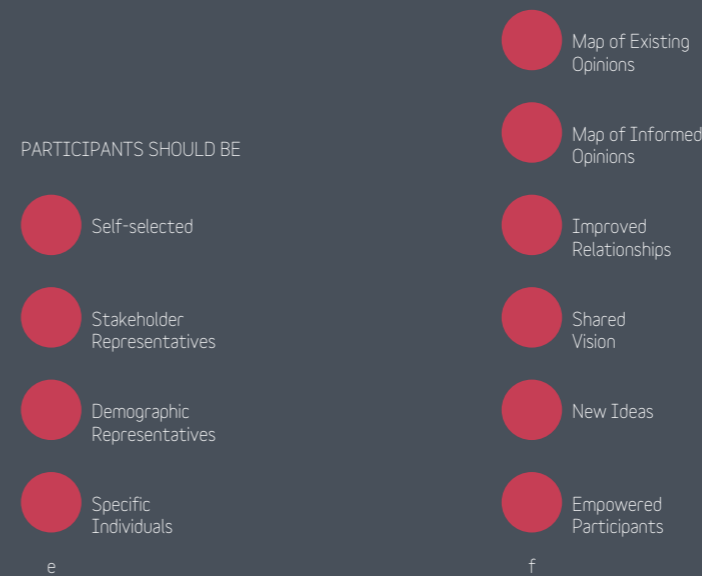 PARTICIPANTS SHOULD BE
Self-selected
Stakeholder
Representatives
Demographic
Representatives
Specific
Individuals
e
Map of Existing
Opinions
Map of Informed
Opinions
Improved
Relationships
Shared
Vision
New Ideas
Empowered
Participants
f